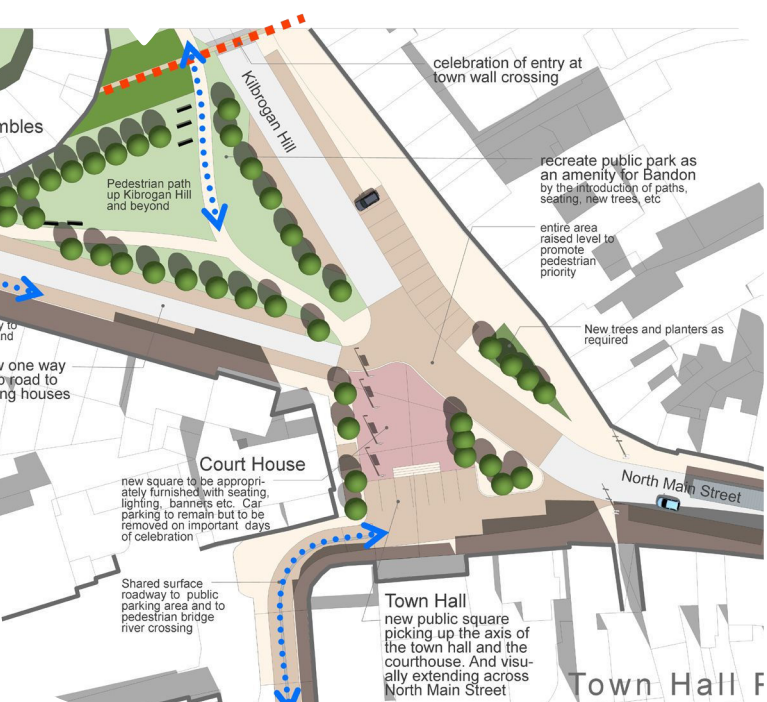 celebration of entry at
town wall crossing
Kilbrogan Hill
mbles
recreate public park as
an amenity for Bandon
by the introduction of paths,
seating, new trees, etc
Pedestrian path
up Kibrogan Hill
and beyond
entire area
raised level to
promote
pedestrian
priority
New trees and planters as
required
y to
nd
w one way
road to
ng houses
Court House
new square to be appropri-
ately furnished with seating,
lighting, banners etc. Car
parking to remain but to be
removed on important days
of celebration
North Main Street
Shared surface
roadway to public
parking area and to
pedestrian bridge
river crossing
Town Hall
new public square
picking up the axis of
the town hall and the
courthouse. And visu-
ally extending across
North Main Street
Town Hall P